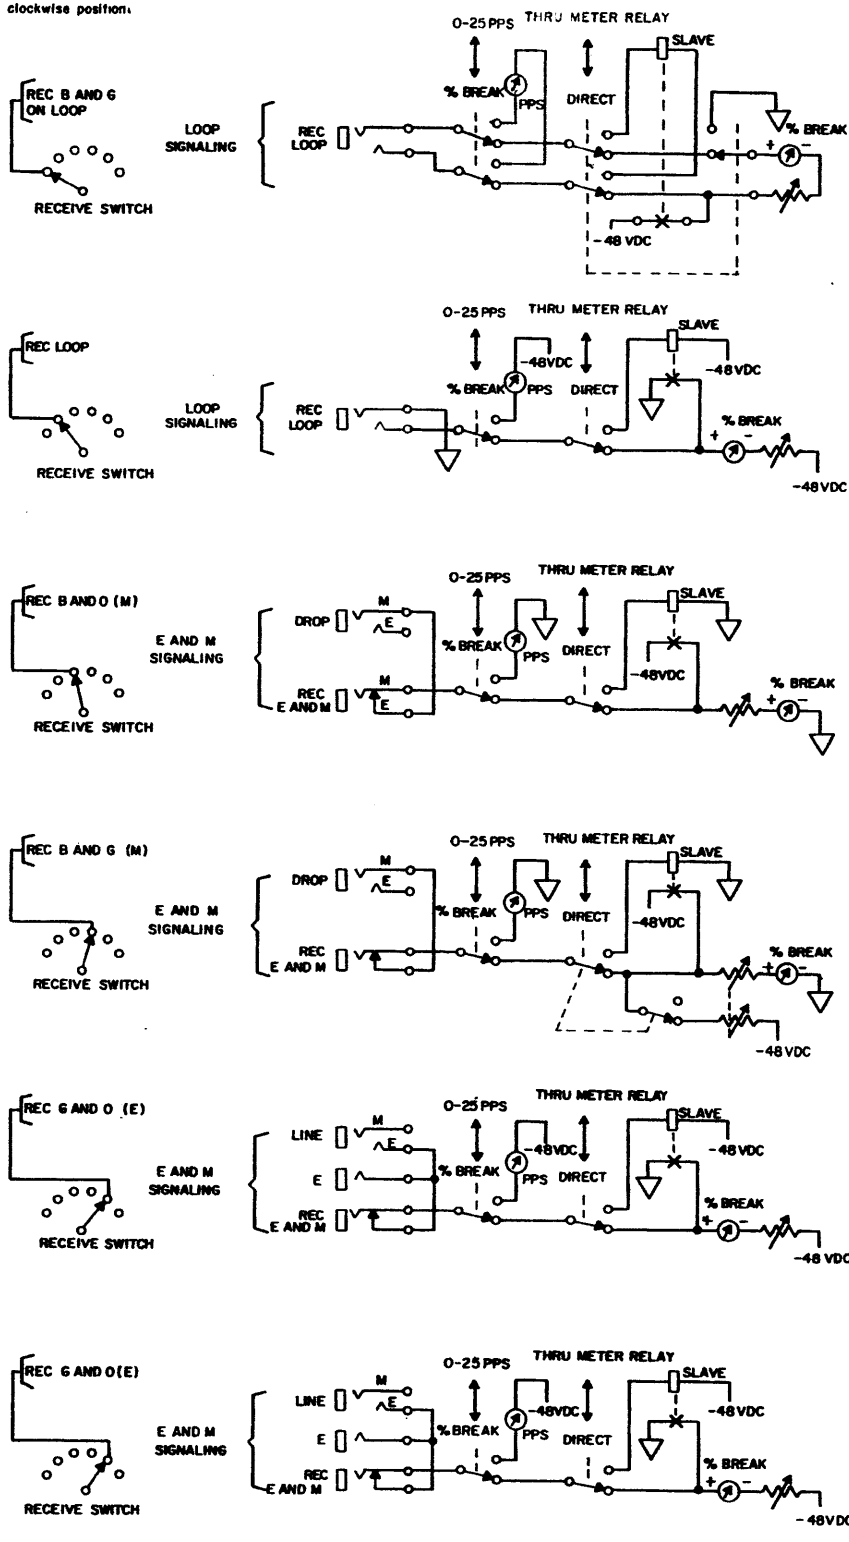 clockwise position.
0-25 PPS
THRU METER RELAY
SLAVE
REC B AND G
ON LOOP
% BREAK
PPS
DIRECT
LOOP
SIGNALING
REC
LOOP
+ % BREAK
-
RECEIVE SWITCH
-48 VDC
0-25 PPS
THRU METER RELAY
SLAVE
REC LOOP
-48VDC
-48VDC
% BREAK
PPS
DIRECT
LOOP
SIGNALING
REC
LOOP
% BREAK
+ -
RECEIVE SWITCH
-48VDC
0-25 PPS
THRU METER RELAY
SLAVE
REC B AND O (M)
M
DROP
E
E AND M
SIGNALING
% BREAK
PPS
DIRECT
-48VDC
REC
E AND M
M
E
% BREAK
+ -
RECEIVE SWITCH
0-25 PPS
THRU METER RELAY
SLAVE
REC B AND G (M)
M
DROP
E
E AND M
SIGNALING
% BREAK
PPS
DIRECT
-48VDC
REC
E AND M
% BREAK
+ -
RECEIVE SWITCH
-48VDC
0-25 PPS
THRU METER RELAY
SLAVE
REC G AND O (E)
M
LINE
E
-48VDC
-48VDC
E AND M
SIGNALING
E
% BREAK
PPS
DIRECT
REC
E AND M
% BREAK
+ -
RECEIVE SWITCH
-48 VDC
0-25 PPS
THRU METER RELAY
SLAVE
REC G AND O (E)
M
LINE
E
-48VDC
-48VDC
E AND M
SIGNALING
E
% BREAK
PPS
DIRECT
REC
E AND M
% BREAK
+ -
RECEIVE SWITCH
-48 VDC